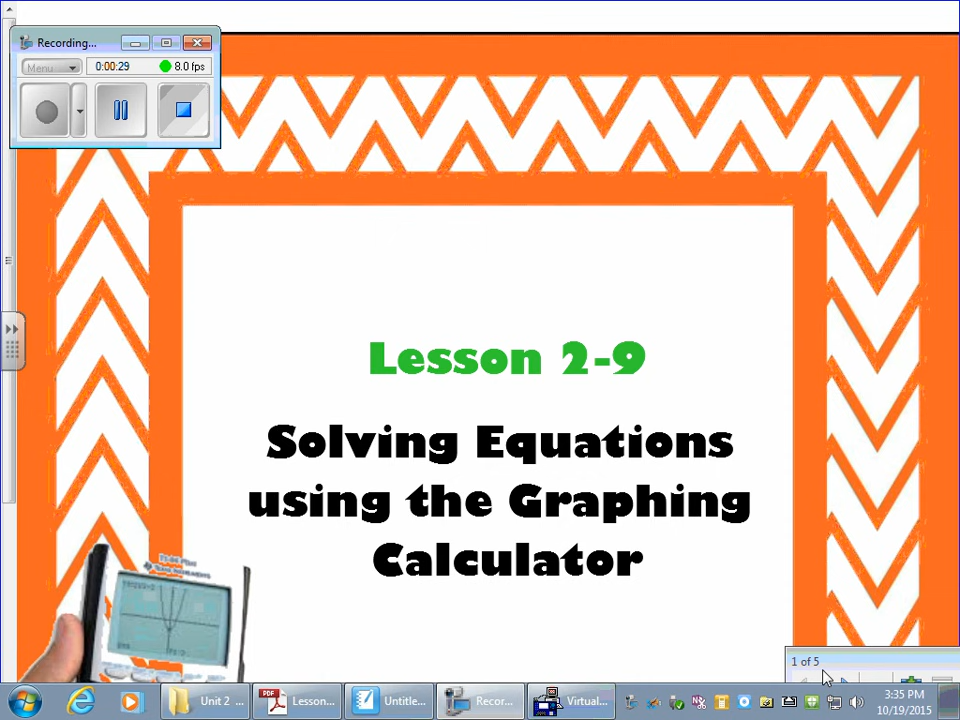 Recording...
Menu
0:00:29
8.0 fps
Lesson 2-9
Solving Equations
using the Graphing
Calculator
1 of 5
Unit 2 ...
Lesson...
Untitle...
Recor...
Virtual...
3:35 PM
10/19/2015